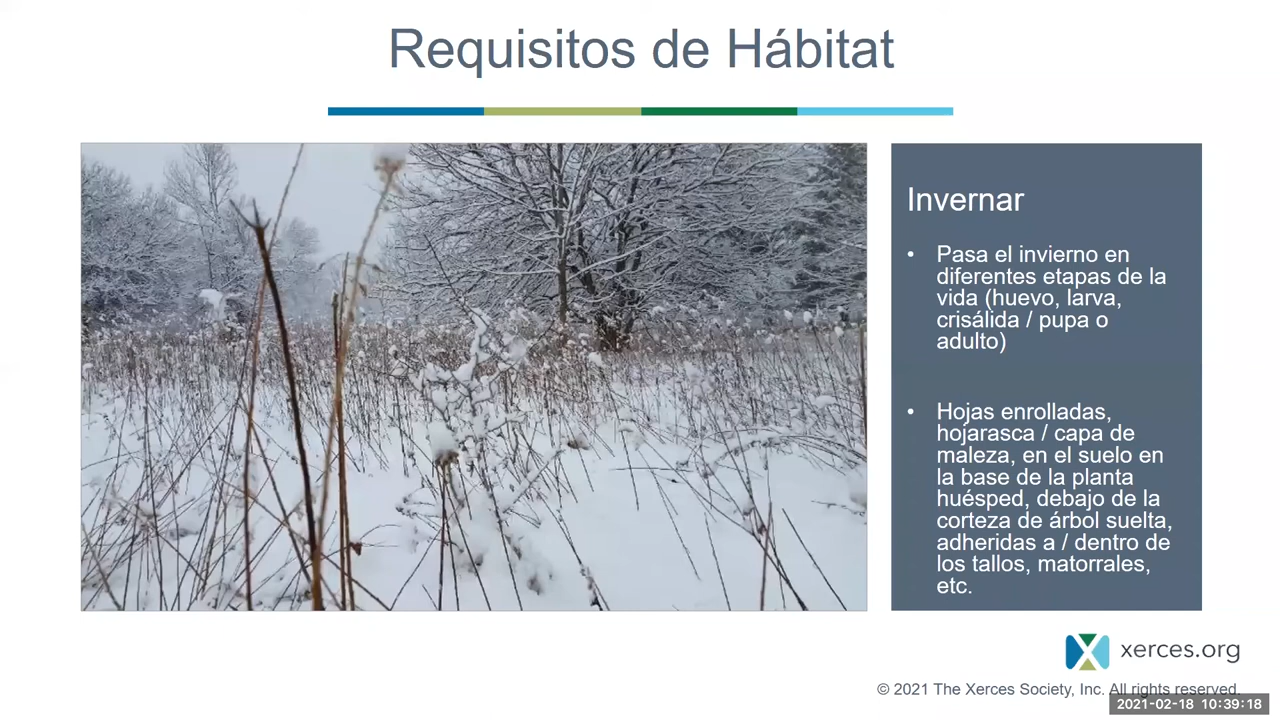 Requisitos de Hábitat
Invernar
• Pasa el invierno en
diferentes etapas de la
vida (huevo, larva,
crisálida / pupa o
adulto)
• Hojas enrolladas,
hojarasca / capa de
maleza, en el suelo en
la base de la planta
huésped, debajo de la
corteza de árbol suelta,
adheridas a / dentro de
los tallos, matorrales,
etc.
xerces.org
© 2021 The Xerces Society, Inc. All rights reserved.
2021-02-18 10:39:18